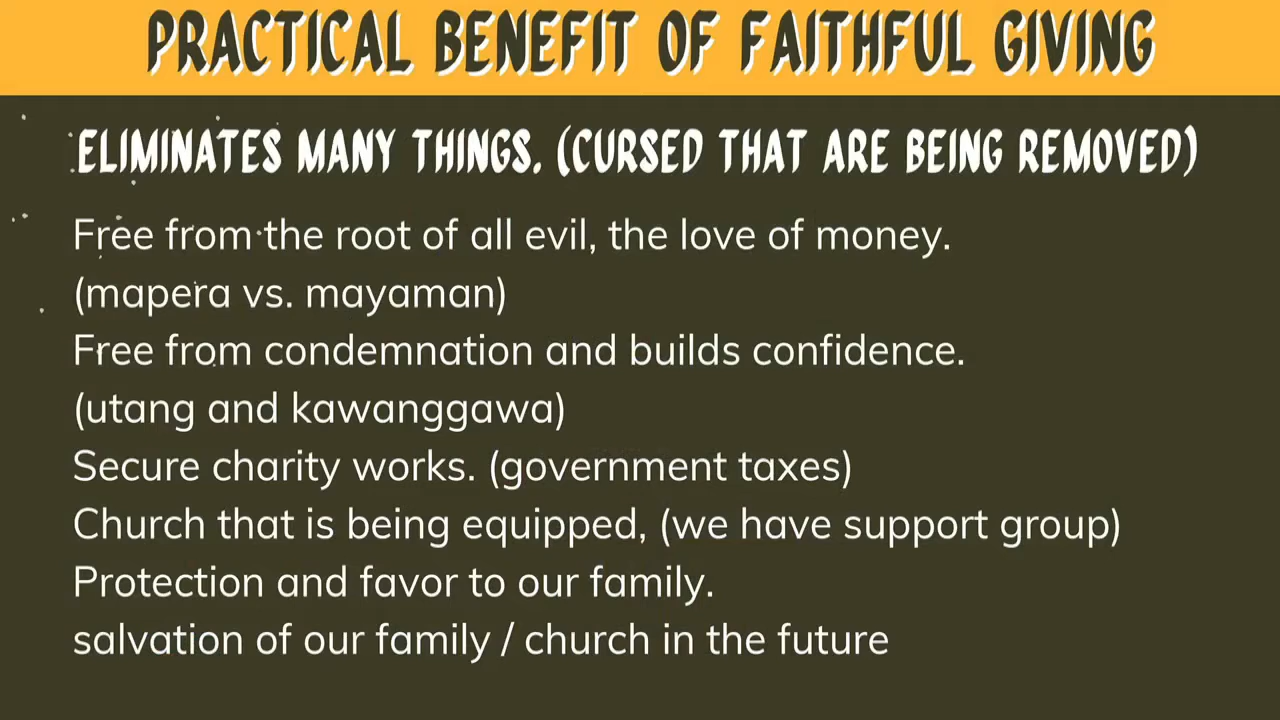 PRACTICAL BENEFIT OF FAITHFUL GIVING
ELIMINATES MANY THINGS. (CURSED THAT ARE BEING REMOVED)
Free from the root of all evil, the love of money.
(mapera vs. mayaman)
Free from condemnation and builds confidence.
(utang and kawanggawa)
Secure charity works. (government taxes)
Church that is being equipped, (we have support group)
Protection and favor to our family.
salvation of our family / church in the future